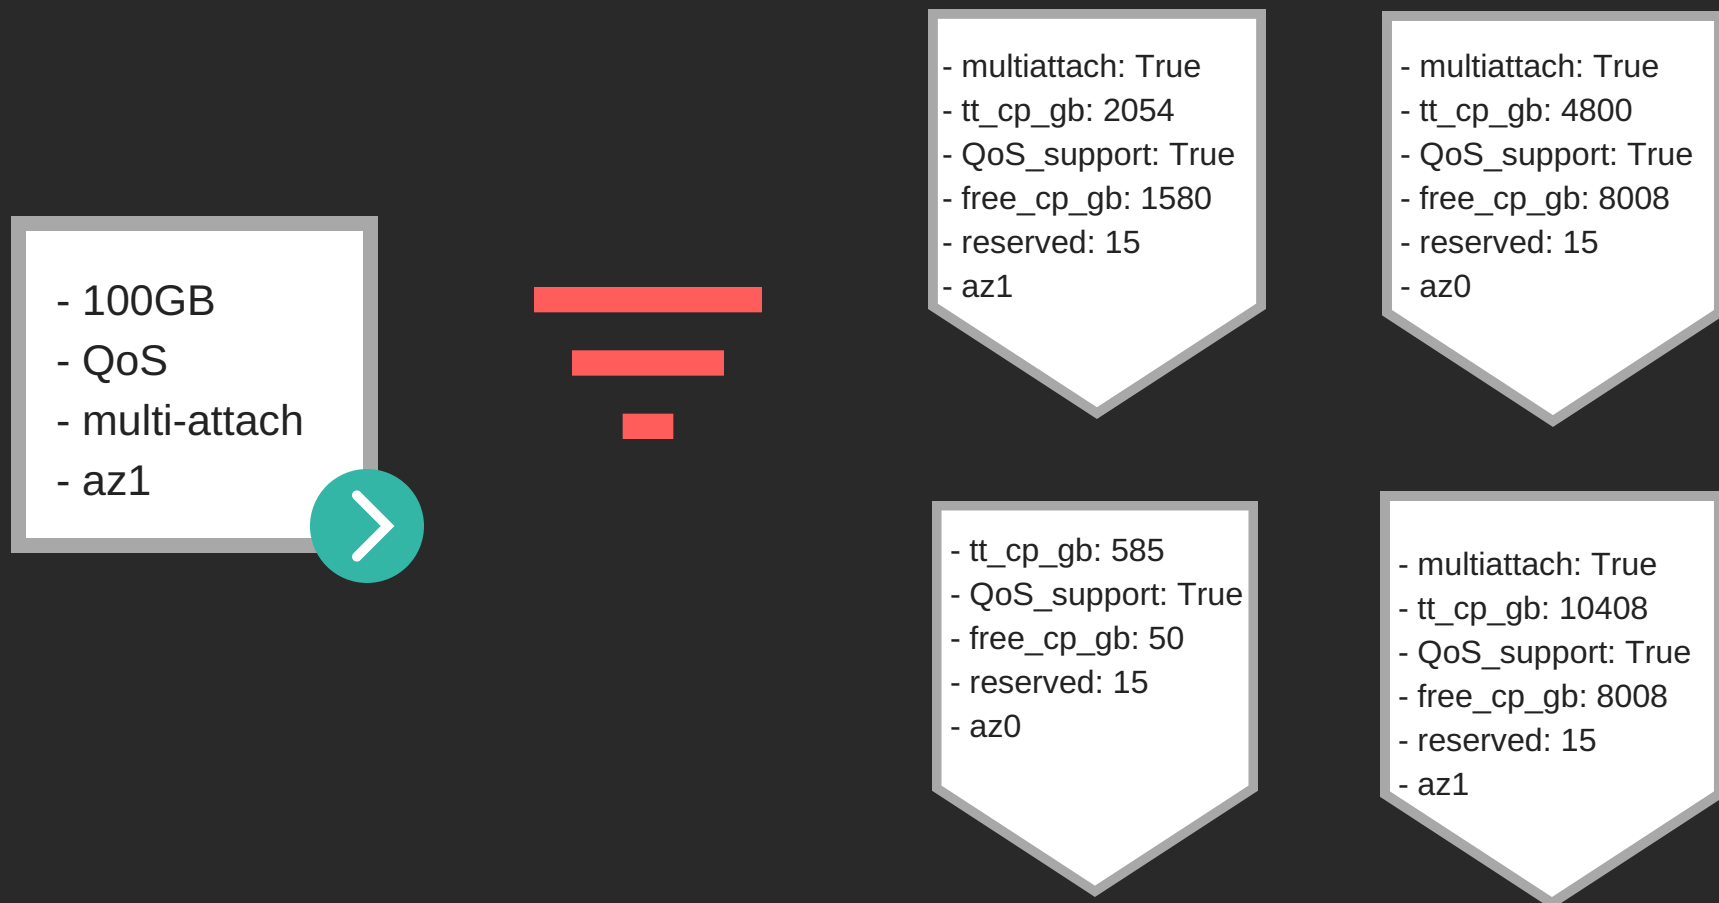 - 100GB
- QoS
- multi-attach
- az1
- multiattach: True
- tt_cp_gb: 2054
- QoS_support: True
- free_cp_gb: 1580
- reserved: 15
- az1
- multiattach: True
- tt_cp_gb: 4800
- QoS_support: True
- free_cp_gb: 8008
- reserved: 15
- az0
- tt_cp_gb: 585
- QoS_support: True
- free_cp_gb: 50
- reserved: 15
- az0
- multiattach: True
- tt_cp_gb: 10408
- QoS_support: True
- free_cp_gb: 8008
- reserved: 15
- az1